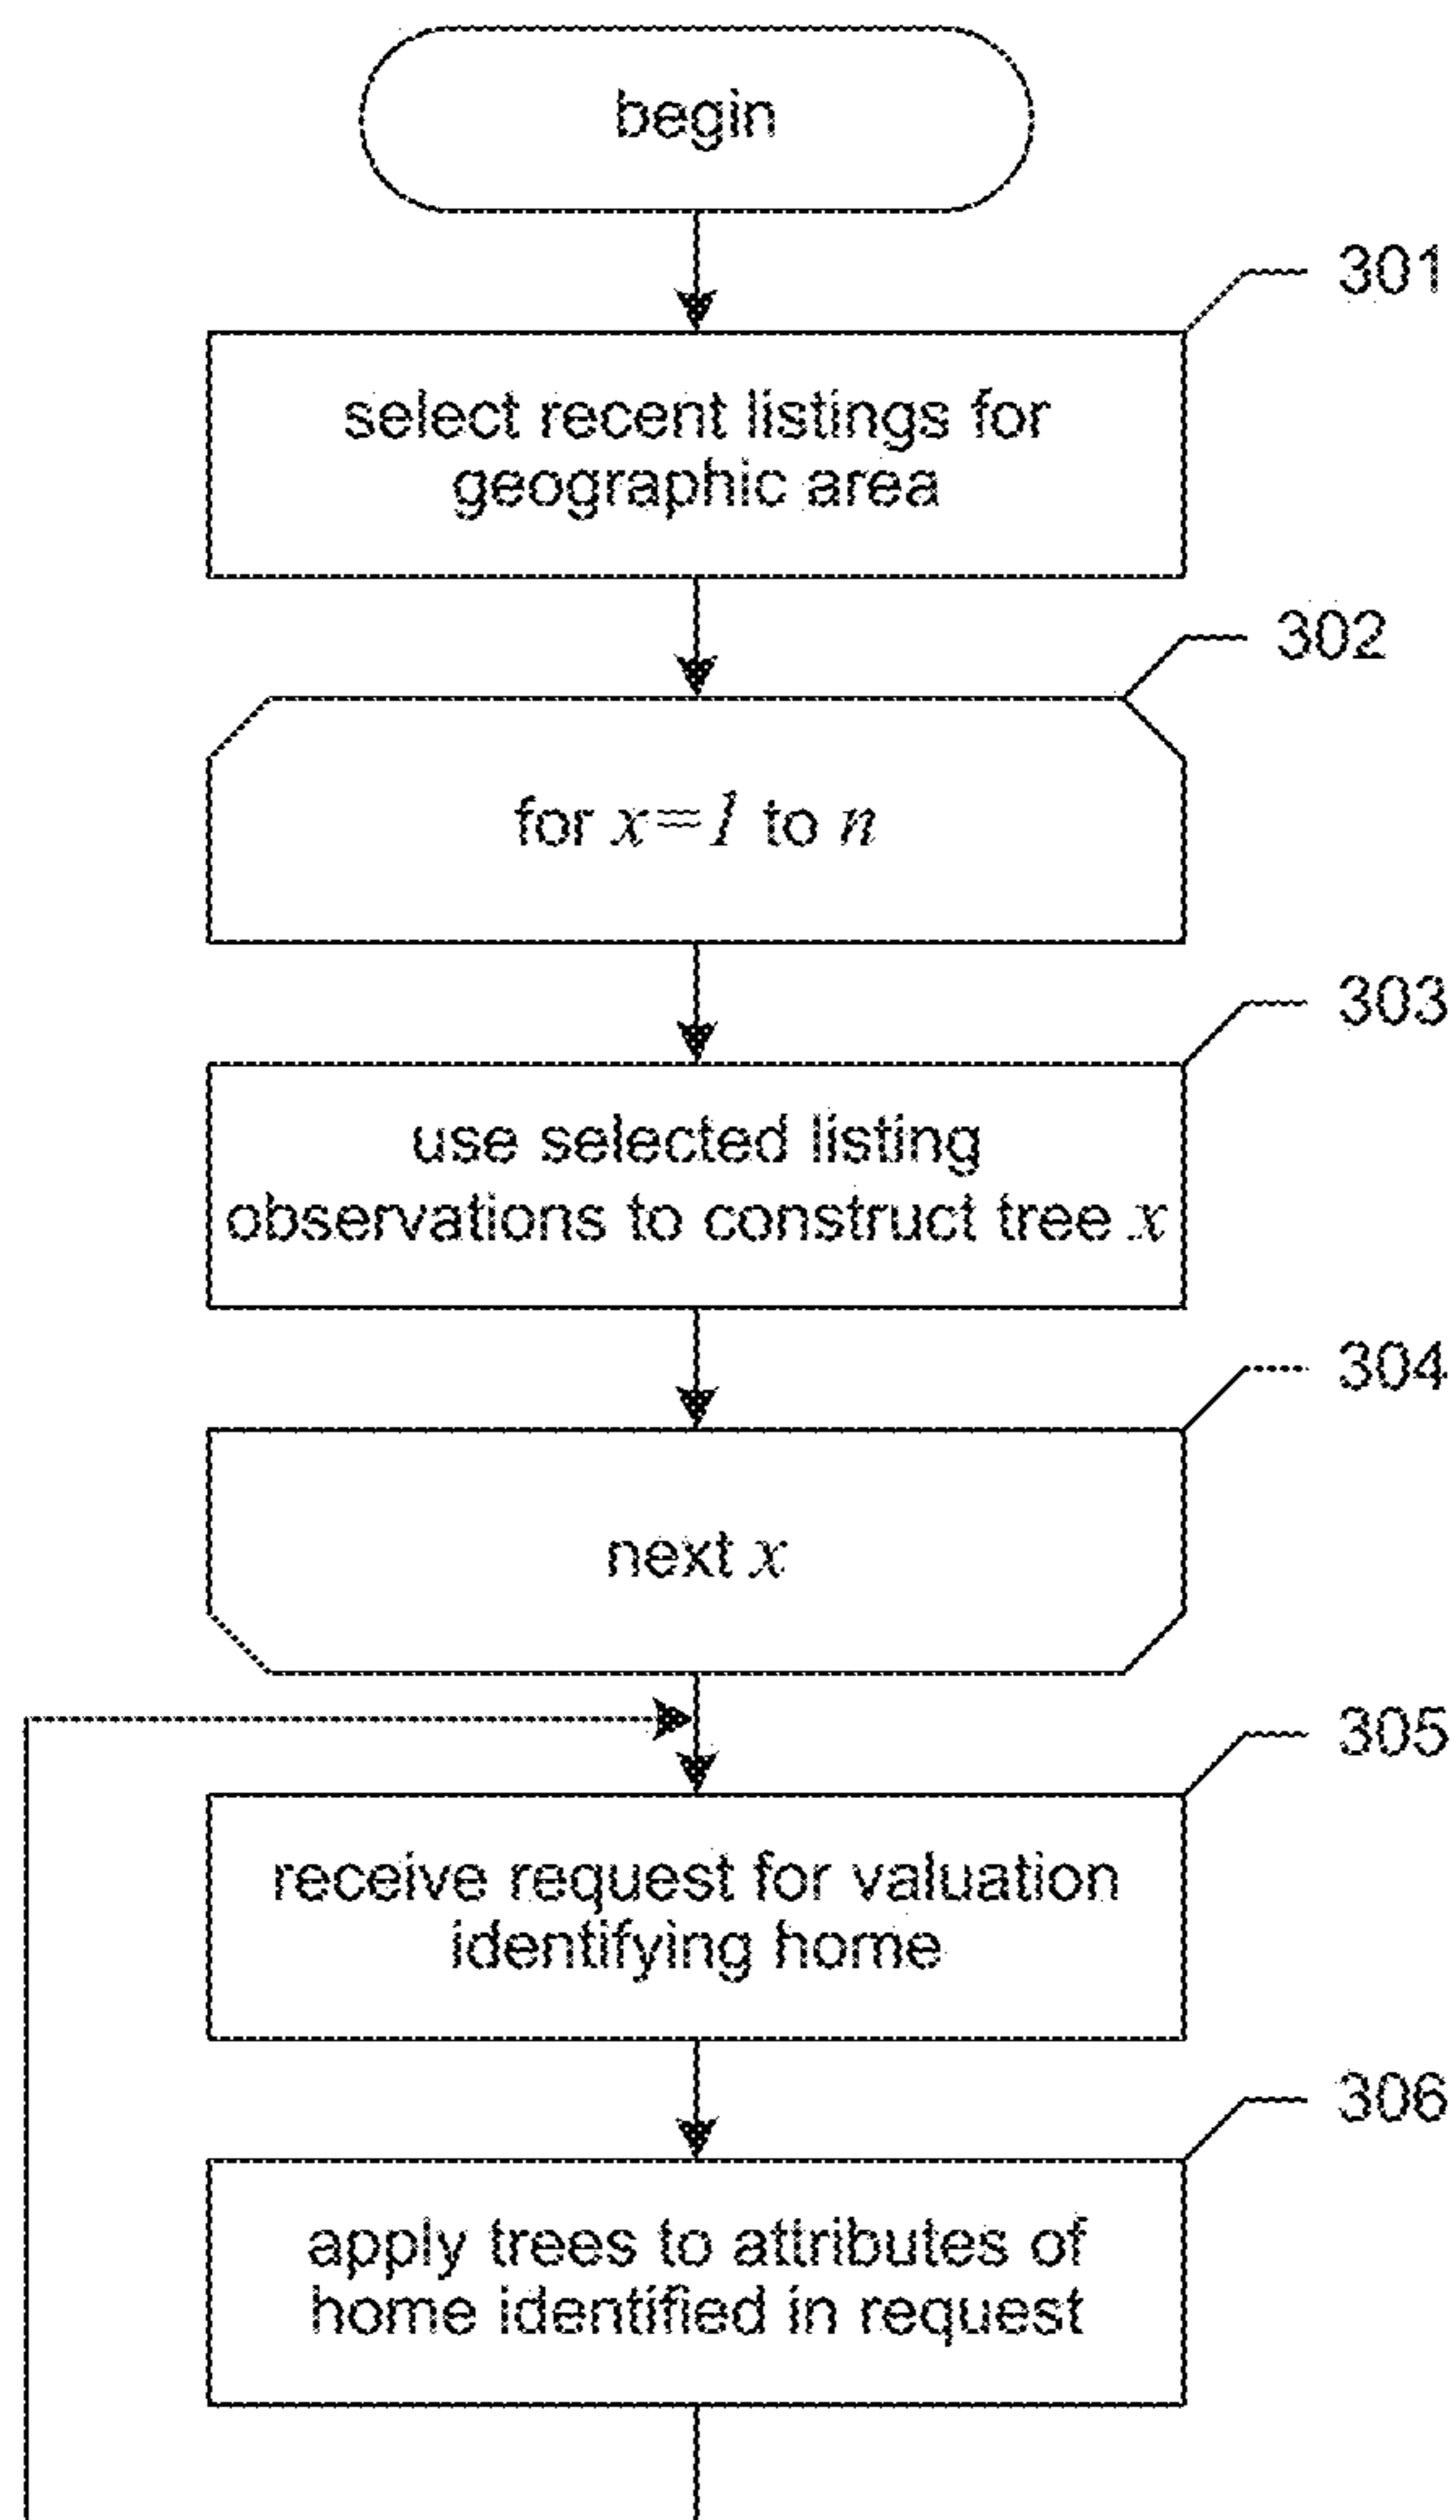 begin
301
select recent listings for
geographic area
302
for x=1 to n
303
use selected listing
observations to construct tree x
304
next x
305
receive request for valuation
identifying home
306
apply trees to attributes of
home identified in request